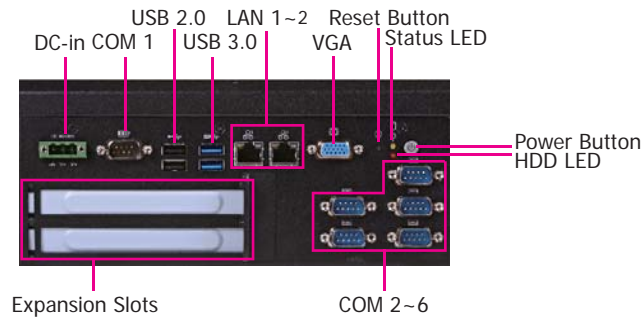 USB 2.0 LAN 1~2 Reset Button
DC-in COM 1 USB 3.0 VGA Status LED
Power Button
HDD LED
Expansion Slots COM 2~6